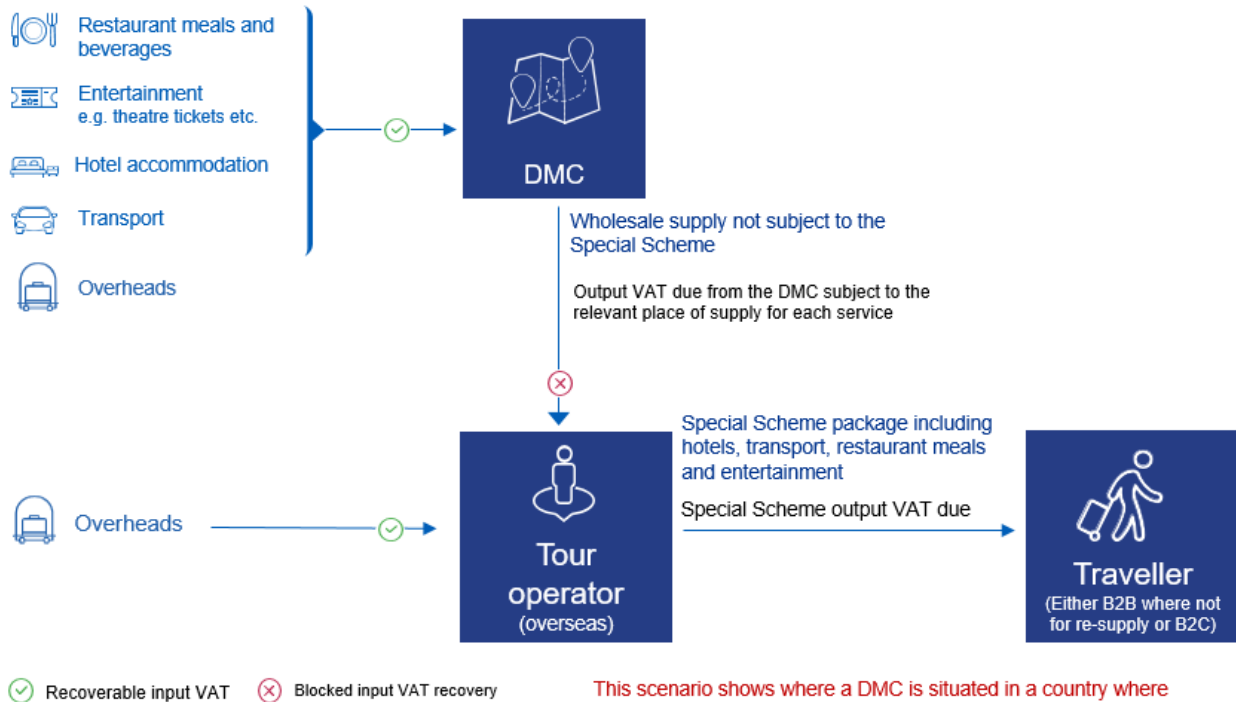 Restaurant meals and
beverages
Entertainment
e.g. theatre tickets etc.
Hotel accommodation
Transport
Overheads
DMC
Wholesale supply not subject to the
Special Scheme
Output VAT due from the DMC subject to the
relevant place of supply for each service
Overheads
Tour
operator
(overseas)
Special Scheme package including
hotels, transport, restaurant meals
and entertainment
Special Scheme output VAT due
Traveller
(Either B2B where not
for re-supply or B2C)
Recoverable input VAT
Blocked input VAT recovery
This scenario shows where a DMC is situated in a country where